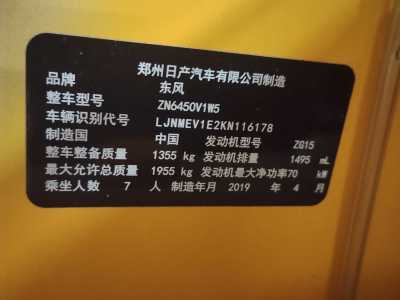 郑州日产汽车有限公司制造
品牌 东风
整车型号 ZN6450V1W5
车辆识别代号 LJNMEV1E2KN116178
制造国 中国 发动机型号 ZG15
整车整备质量 1355 kg 发动机排量 1495 mL
最大允许总质量 1955 kg 发动机最大净功率70 kW
乘坐人数 7 人 制造年月 2019 年 4 月